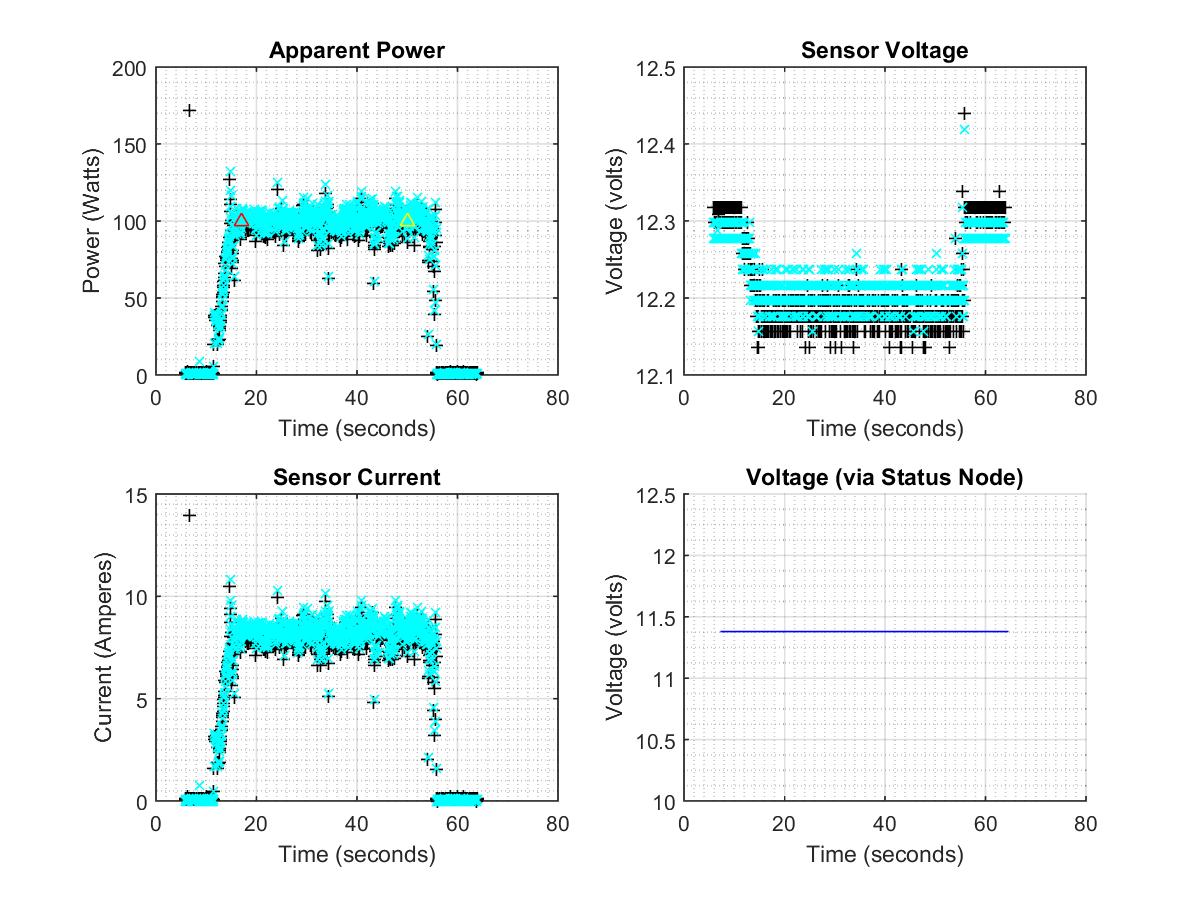 Apparent Power
200
150
100
50
0
Power (Watts)
0 20 40 60 80
Time (seconds)
Sensor Voltage
12.5
12.4
12.3
12.2
12.1
Voltage (volts)
0 20 40 60 80
Time (seconds)
Sensor Current
15
10
5
0
Current (Amperes)
0 20 40 60 80
Time (seconds)
Voltage (via Status Node)
12.5
12
11.5
11
10.5
10
Voltage (volts)
0 20 40 60 80
Time (seconds)